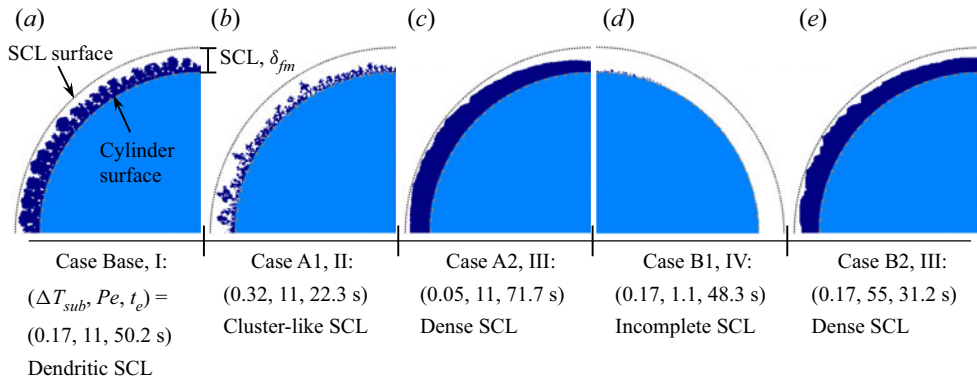 (a)
(b)
(c)
(d)
(e)
SCL surface
SCL, δ_fm
Cylinder
surface
Case Base, I:
(ΔT_sub, Pe, t_e) =
(0.17, 11, 50.2 s)
Dendritic SCL
Case A1, II:
(0.32, 11, 22.3 s)
Cluster-like SCL
Case A2, III:
(0.05, 11, 71.7 s)
Dense SCL
Case B1, IV:
(0.17, 1.1, 48.3 s)
Incomplete SCL
Case B2, III:
(0.17, 55, 31.2 s)
Dense SCL